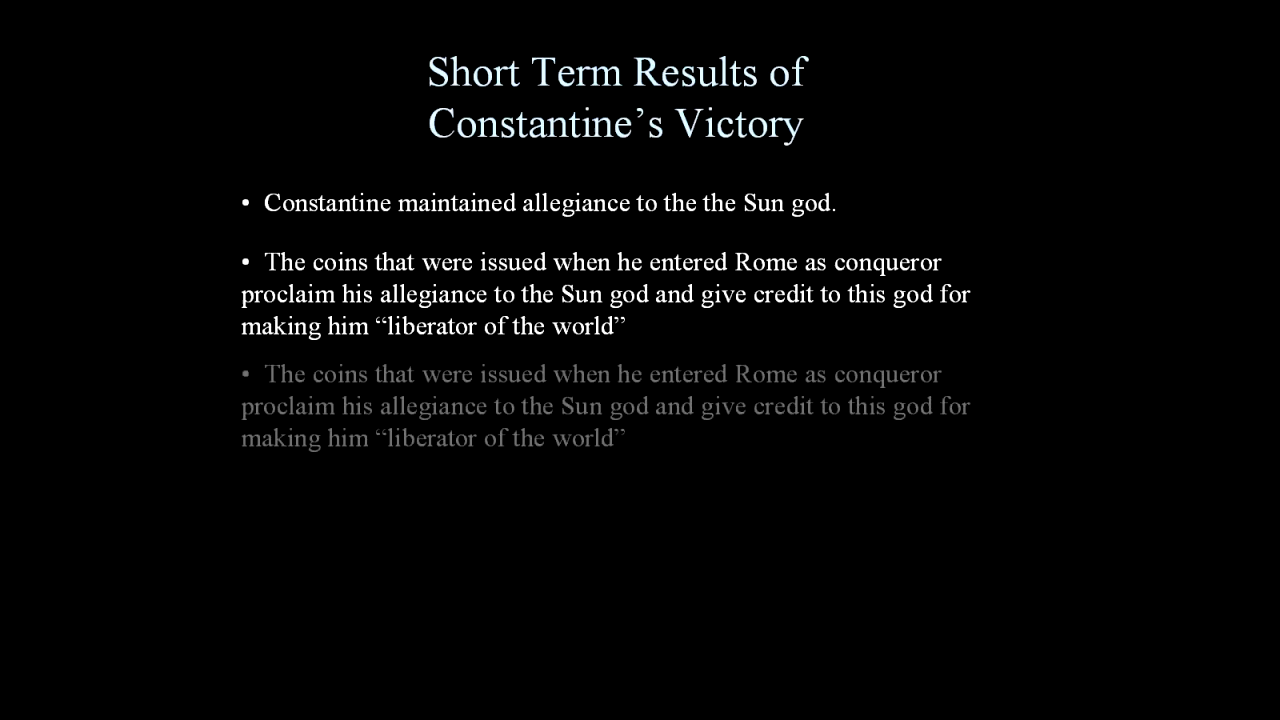 Short Term Results of
Constantine’s Victory
• Constantine maintained allegiance to the the Sun god.
• The coins that were issued when he entered Rome as conqueror
proclaim his allegiance to the Sun god and give credit to this god for
making him “liberator of the world”
• The coins that were issued when he entered Rome as conqueror
proclaim his allegiance to the Sun god and give credit to this god for
making him “liberator of the world”